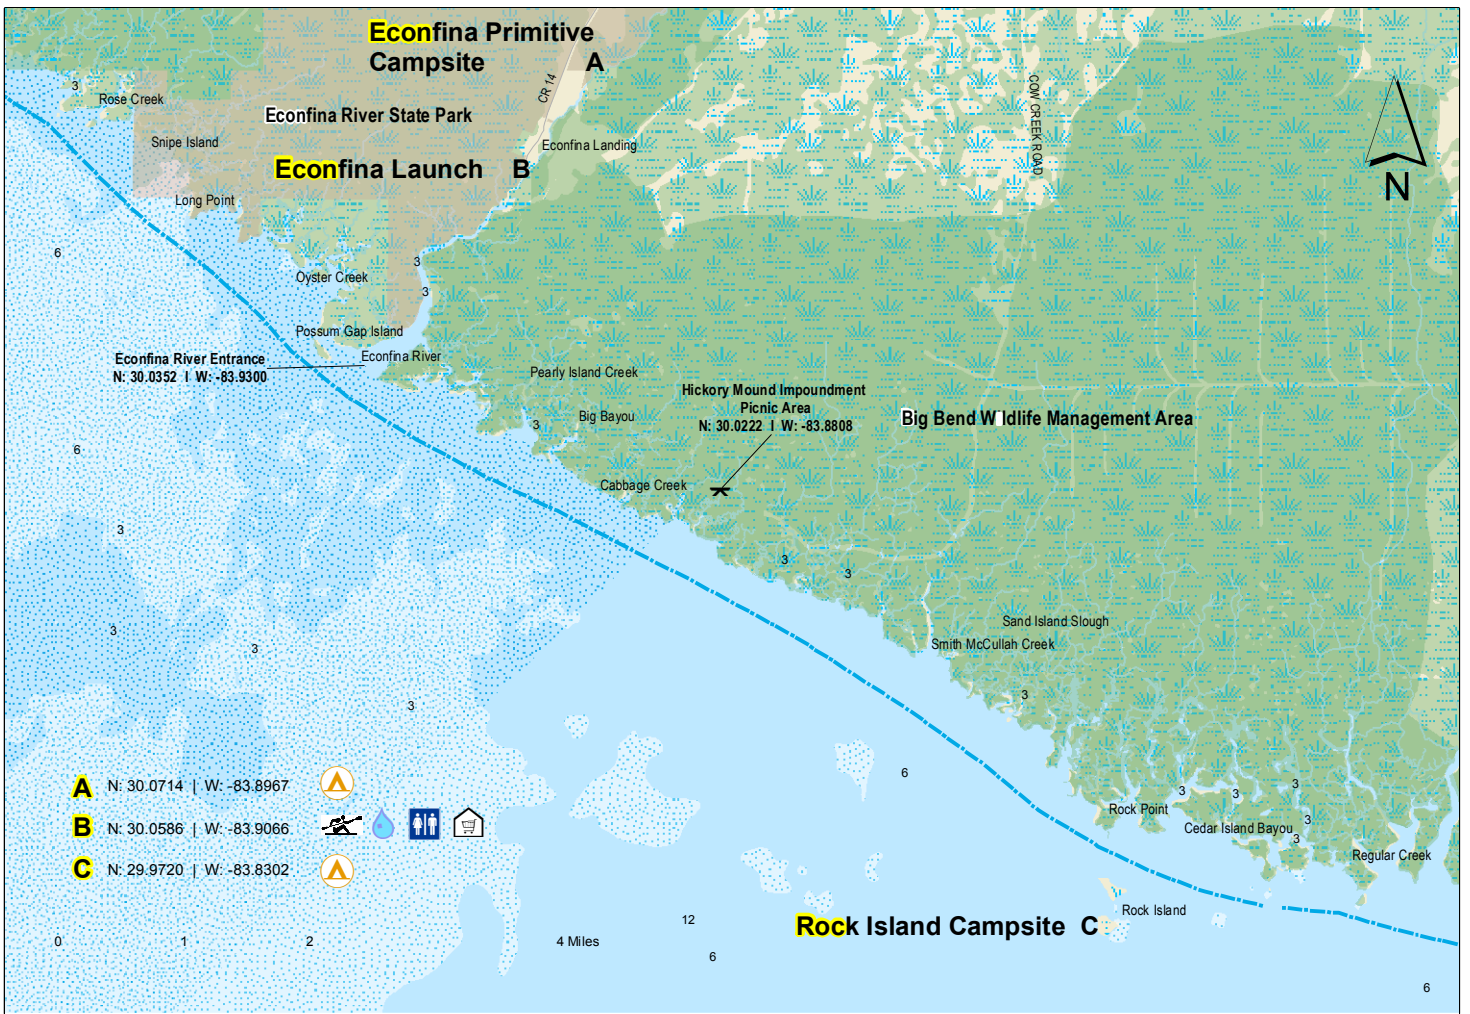 Econfina Primitive
Campsite A
CR 14
COW CREEK ROAD
3
Rose Creek
Econfina River State Park
Snipe Island
Econfina Landing
Econfina Launch B
N
Long Point
6
3
Oyster Creek
3
Possum Gap Island
Econfina River Entrance
N: 30.0352 | W: -83.9300
Econfina River
Pearly Island Creek
Hickory Mound Impoundment
Picnic Area
N: 30.0222 | W: -83.8808
Big Bayou
3
Big Bend Wildlife Management Area
6
Cabbage Creek
3
3
3
3
Sand Island Slough
3
Smith McCullah Creek
3
3
6
A N: 30.0714 | W: -83.8967
B N: 30.0586 | W: -83.9066
C N: 29.9720 | W: -83.8302
3
3
3
Rock Point
3
Cedar Island Bayou
3
Regular Creek
Rock Island
12
Rock Island Campsite C
0 1 2 4 Miles
6
6